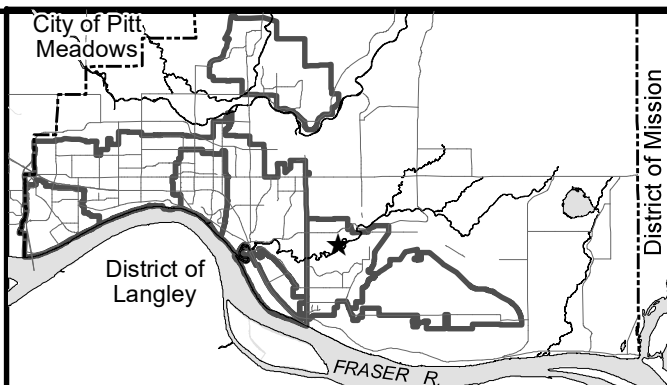 City of Pitt
Meadows
District of Mission
District of
Langley
FRASER R.